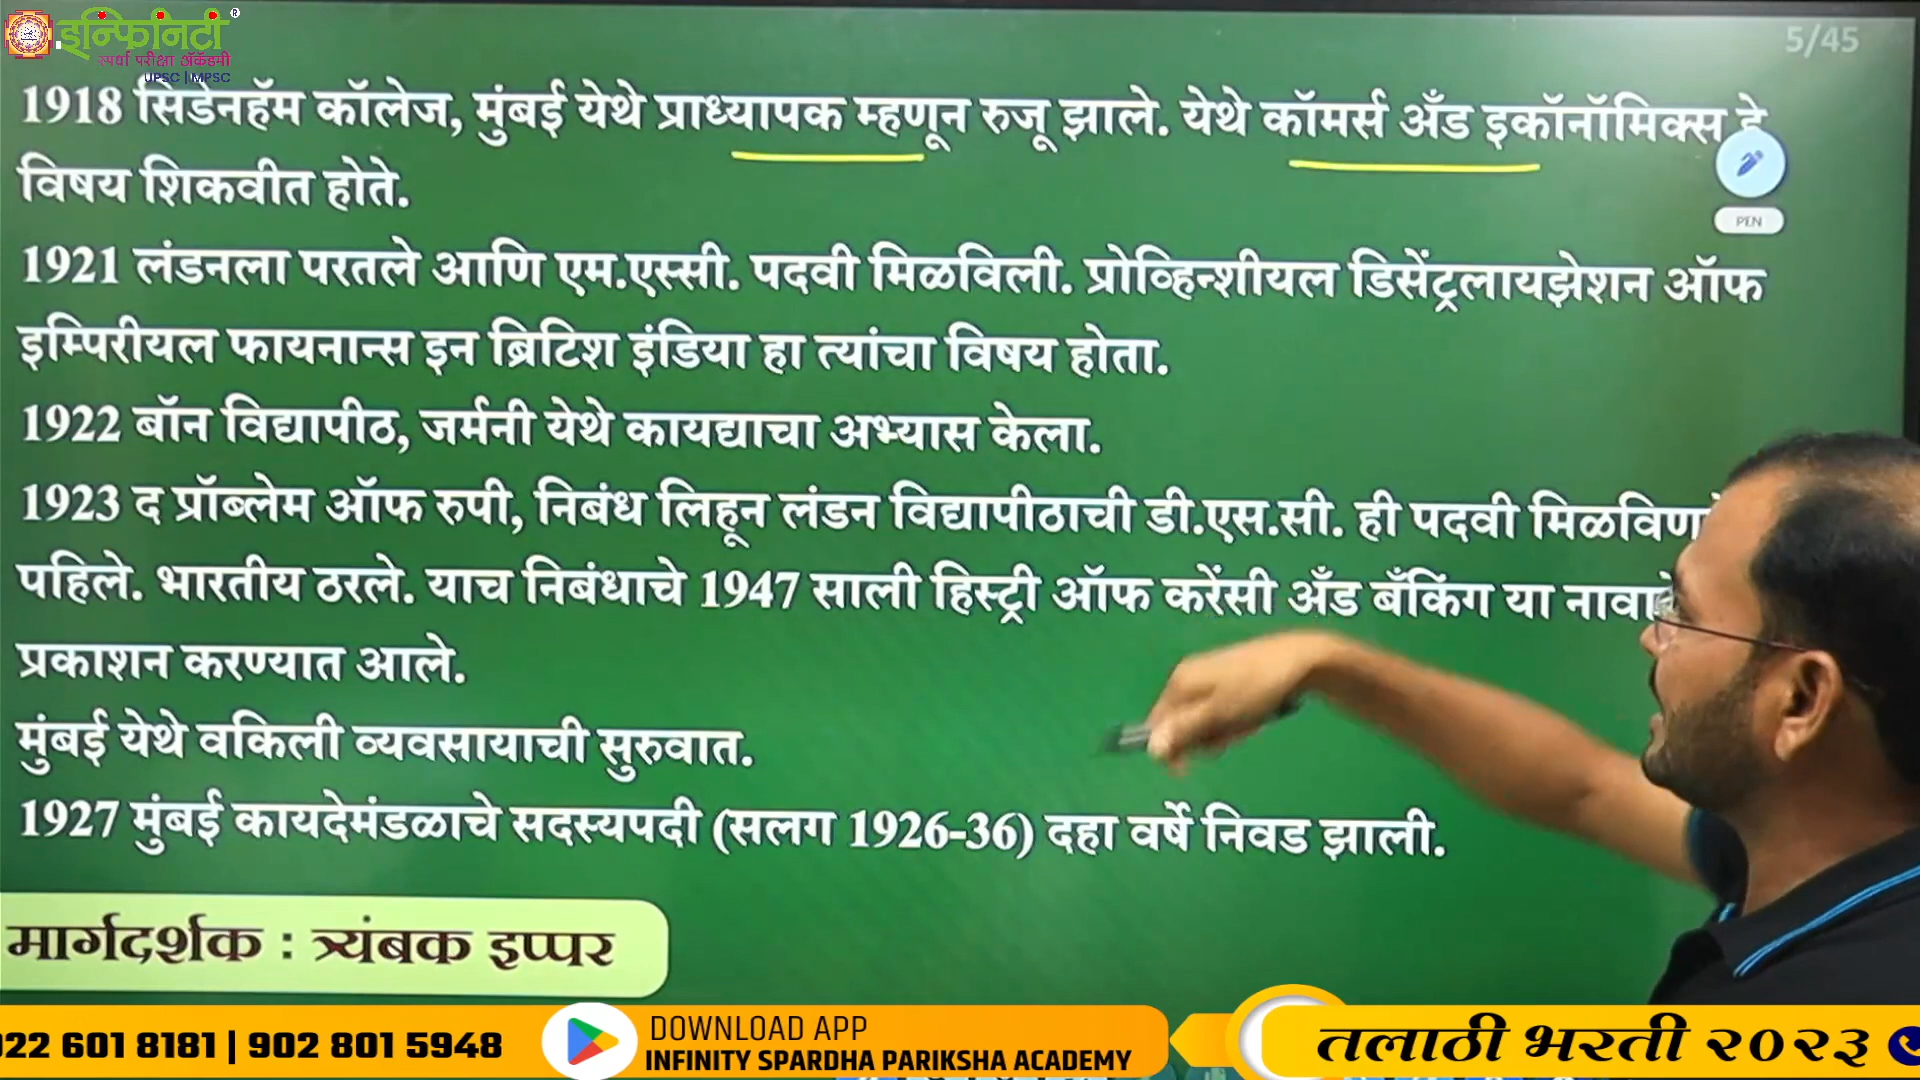 इन्फिनिटी®
स्पर्धा परीक्षा अ‍ॅकॅडमी
UPSC | MPSC
5/45
1918 सिडेनहॅम कॉलेज, मुंबई येथे प्राध्यापक म्हणून रुजू झाले. येथे कॉमर्स अँड इकॉनॉमिक्स हे
विषय शिकवीत होते.
PEN
1921 लंडनला परतले आणि एम.एस्सी. पदवी मिळविली. प्रोव्हिन्शीयल डिसेंट्रलायझेशन ऑफ
इम्पिरीयल फायनान्स इन ब्रिटिश इंडिया हा त्यांचा विषय होता.
1922 बॉन विद्यापीठ, जर्मनी येथे कायद्याचा अभ्यास केला.
1923 द प्रॉब्लेम ऑफ रुपी, निबंध लिहून लंडन विद्यापीठाची डी.एस.सी. ही पदवी
पहिले. भारतीय ठरले. याच निबंधाचे 1947 साली हिस्ट्री ऑफ करेंसी अँड बँकिंग या
प्रकाशन करण्यात आले.
मुंबई येथे वकिली व्यवसायाची सुरुवात.
1927 मुंबई कायदेमंडळाचे सदस्यपदी (सलग 1926-36) दहा वर्षे निवड झाली.
मार्गदर्शक : त्र्यंबक इप्पर
22 601 8181 | 902 801 5948
DOWNLOAD APP
INFINITY SPARDHA PARIKSHA ACADEMY
तलाठी भरती २०२३